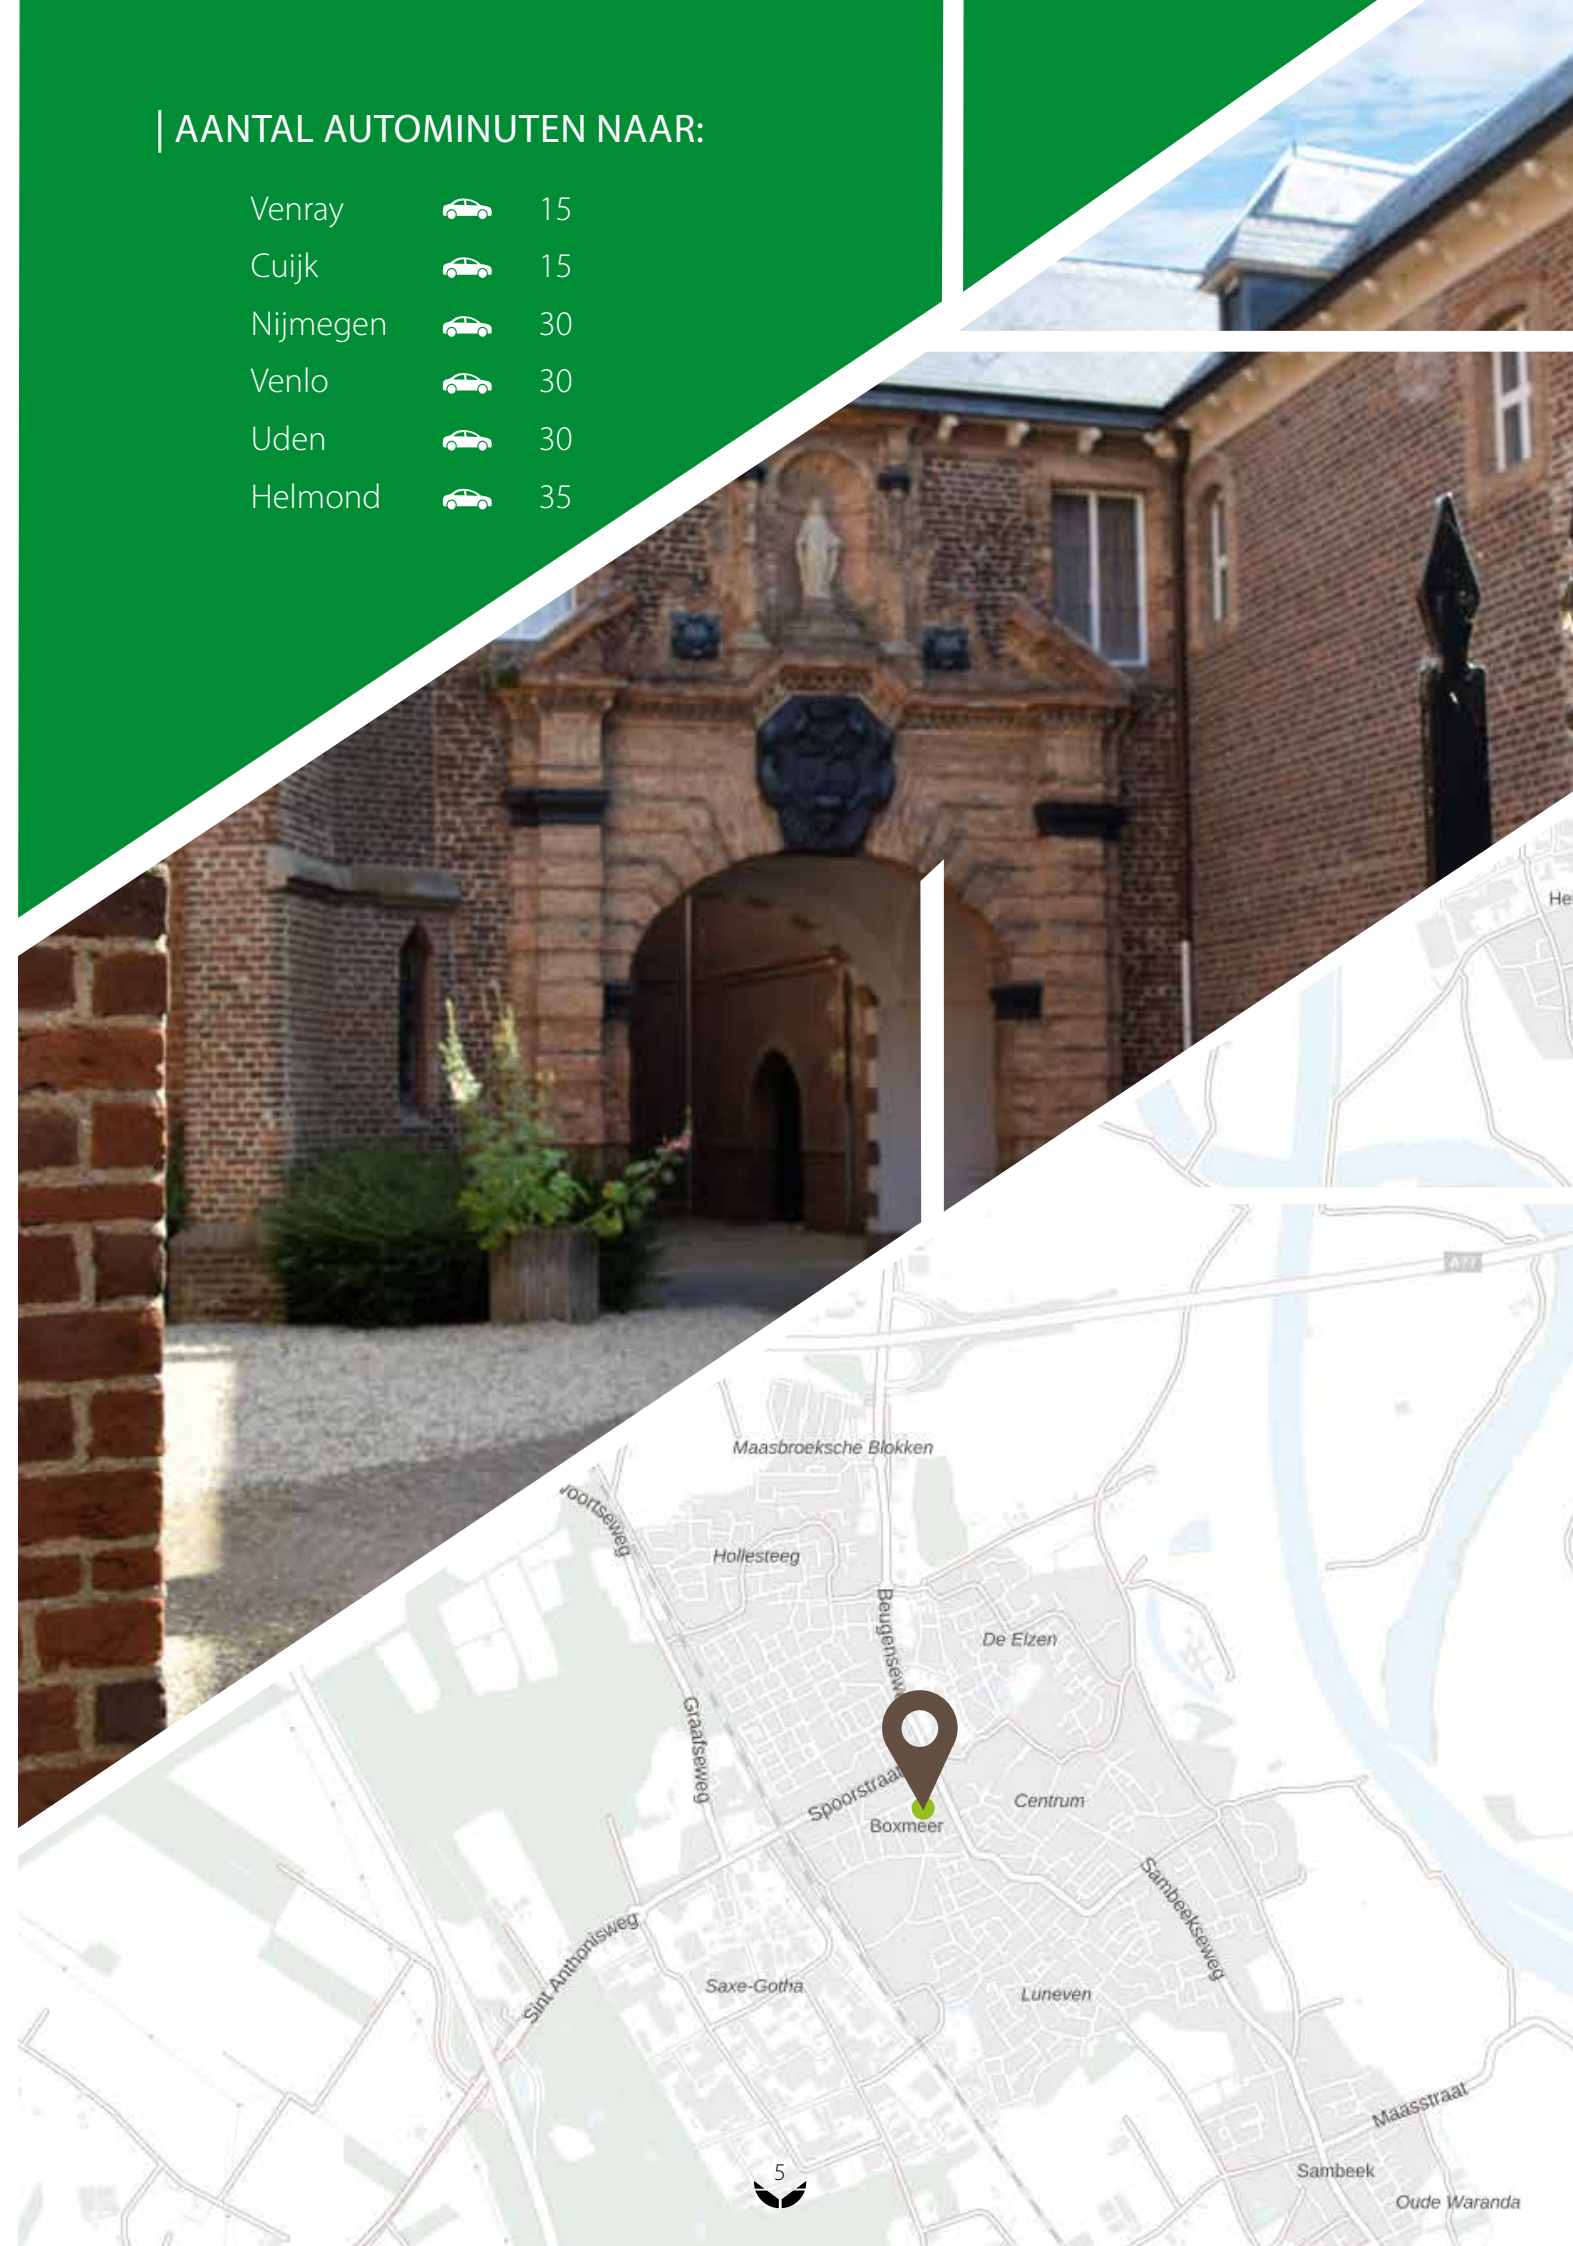 | AANTAL AUTOMINUTEN NAAR:
Venray 15
Cuijk 15
Nijmegen 30
Venlo 30
Uden 30
Helmond 35
A77
Maasbroeksche Blokken
Hollesteeg
Beugensew
De Elzen
Graafseweg
Spoorstraat
Centrum
Boxmeer
Sambeekseweg
Sint Anthonisweg
Saxe-Gotha
Luneven
Maasstraat
Sambeek
Oude Waranda
5